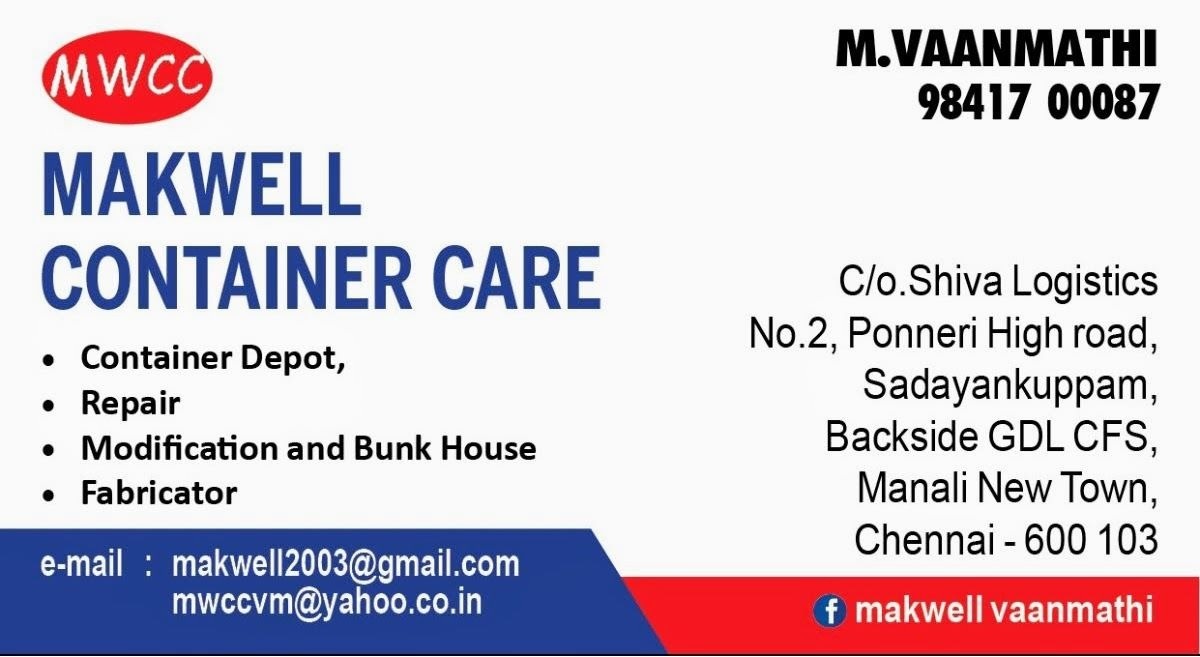 MWCC
MAKWELL
CONTAINER CARE
• Container Depot,
• Repair
• Modification and Bunk House
• Fabricator
e-mail : makwell2003@gmail.com
mwccvm@yahoo.co.in
M.VAANMATHI
98417 00087
C/o.Shiva Logistics
No.2, Ponneri High road,
Sadayankuppam,
Backside GDL CFS,
Manali New Town,
Chennai - 600 103
f makwell vaanmathi